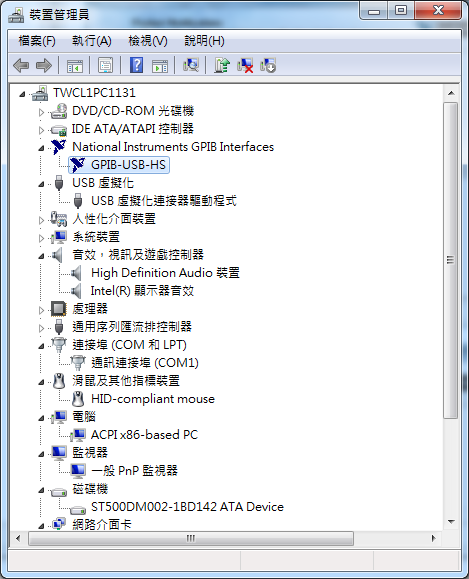 裝置管理員
檔案(F) 執行(A) 檢視(V) 說明(H)
TWCL1PC1131
DVD/CD-ROM 光碟機
IDE ATA/ATAPI 控制器
National Instruments GPIB Interfaces
GPIB-USB-HS
USB 虛擬化
USB 虛擬化連接器驅動程式
人性化介面裝置
系統裝置
音效，視訊及遊戲控制器
High Definition Audio 裝置
Intel(R) 顯示器音效
處理器
通用序列匯流排控制器
連接埠 (COM 和 LPT)
通訊連接埠 (COM1)
滑鼠及其他指標裝置
HID-compliant mouse
電腦
ACPI x86-based PC
監視器
一般 PnP 監視器
磁碟機
ST500DM002-1BD142 ATA Device
網路介面卡